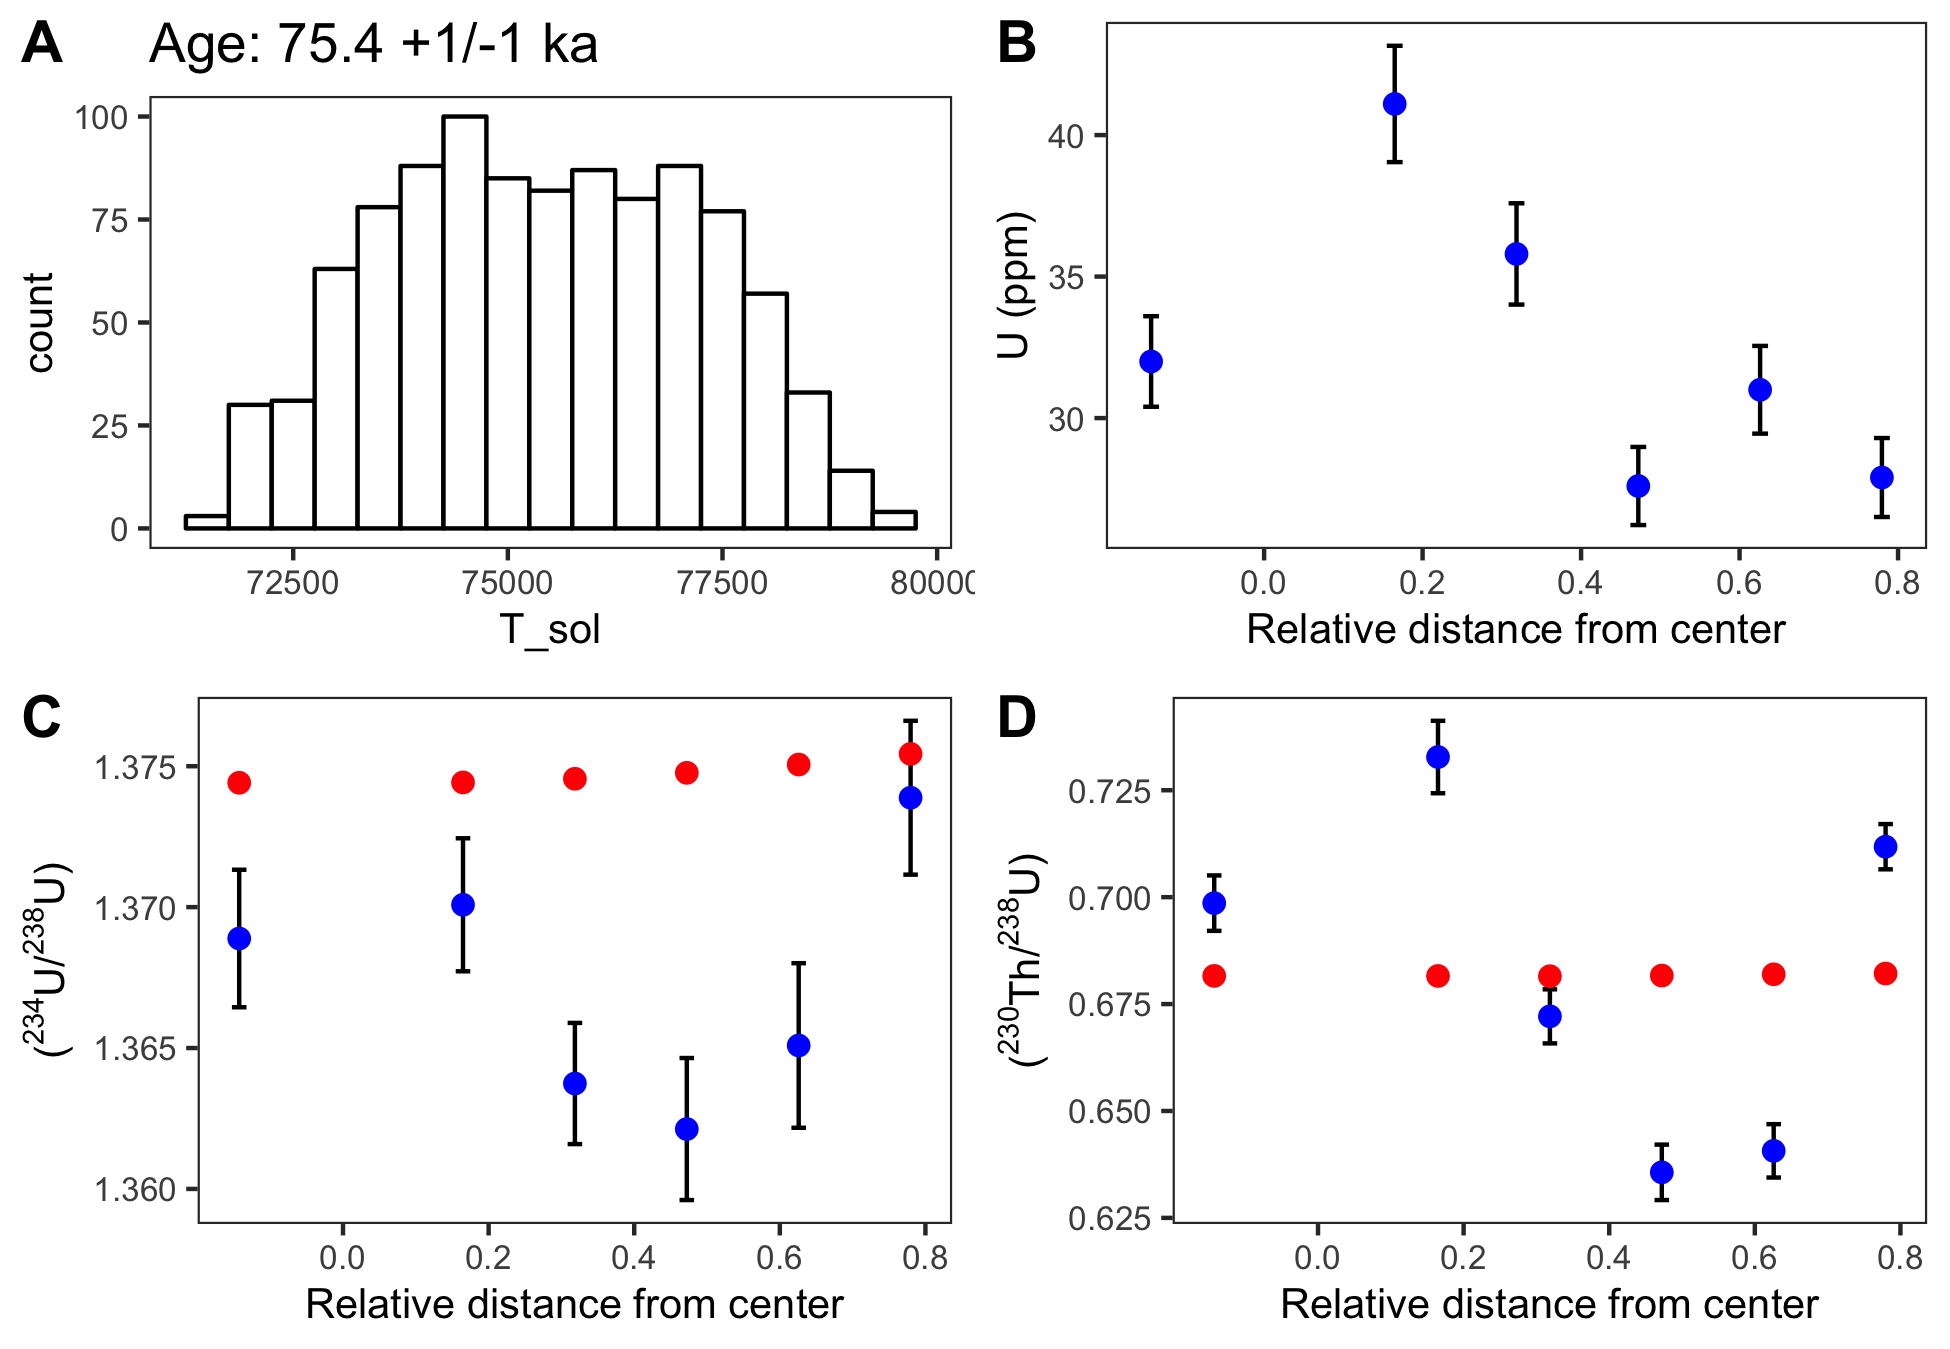 A Age: 75.4 +1/-1 ka
100
75
50
25
0
count
72500 75000 77500 80000
T_sol
B
40
35
30
U (ppm)
0.0 0.2 0.4 0.6 0.8
Relative distance from center
C
1.375
1.370
1.365
1.360
(²³⁴U/²³⁸U)
0.0 0.2 0.4 0.6 0.8
Relative distance from center
D
0.725
0.700
0.675
0.650
0.625
(²³⁰Th/²³⁸U)
0.0 0.2 0.4 0.6 0.8
Relative distance from center